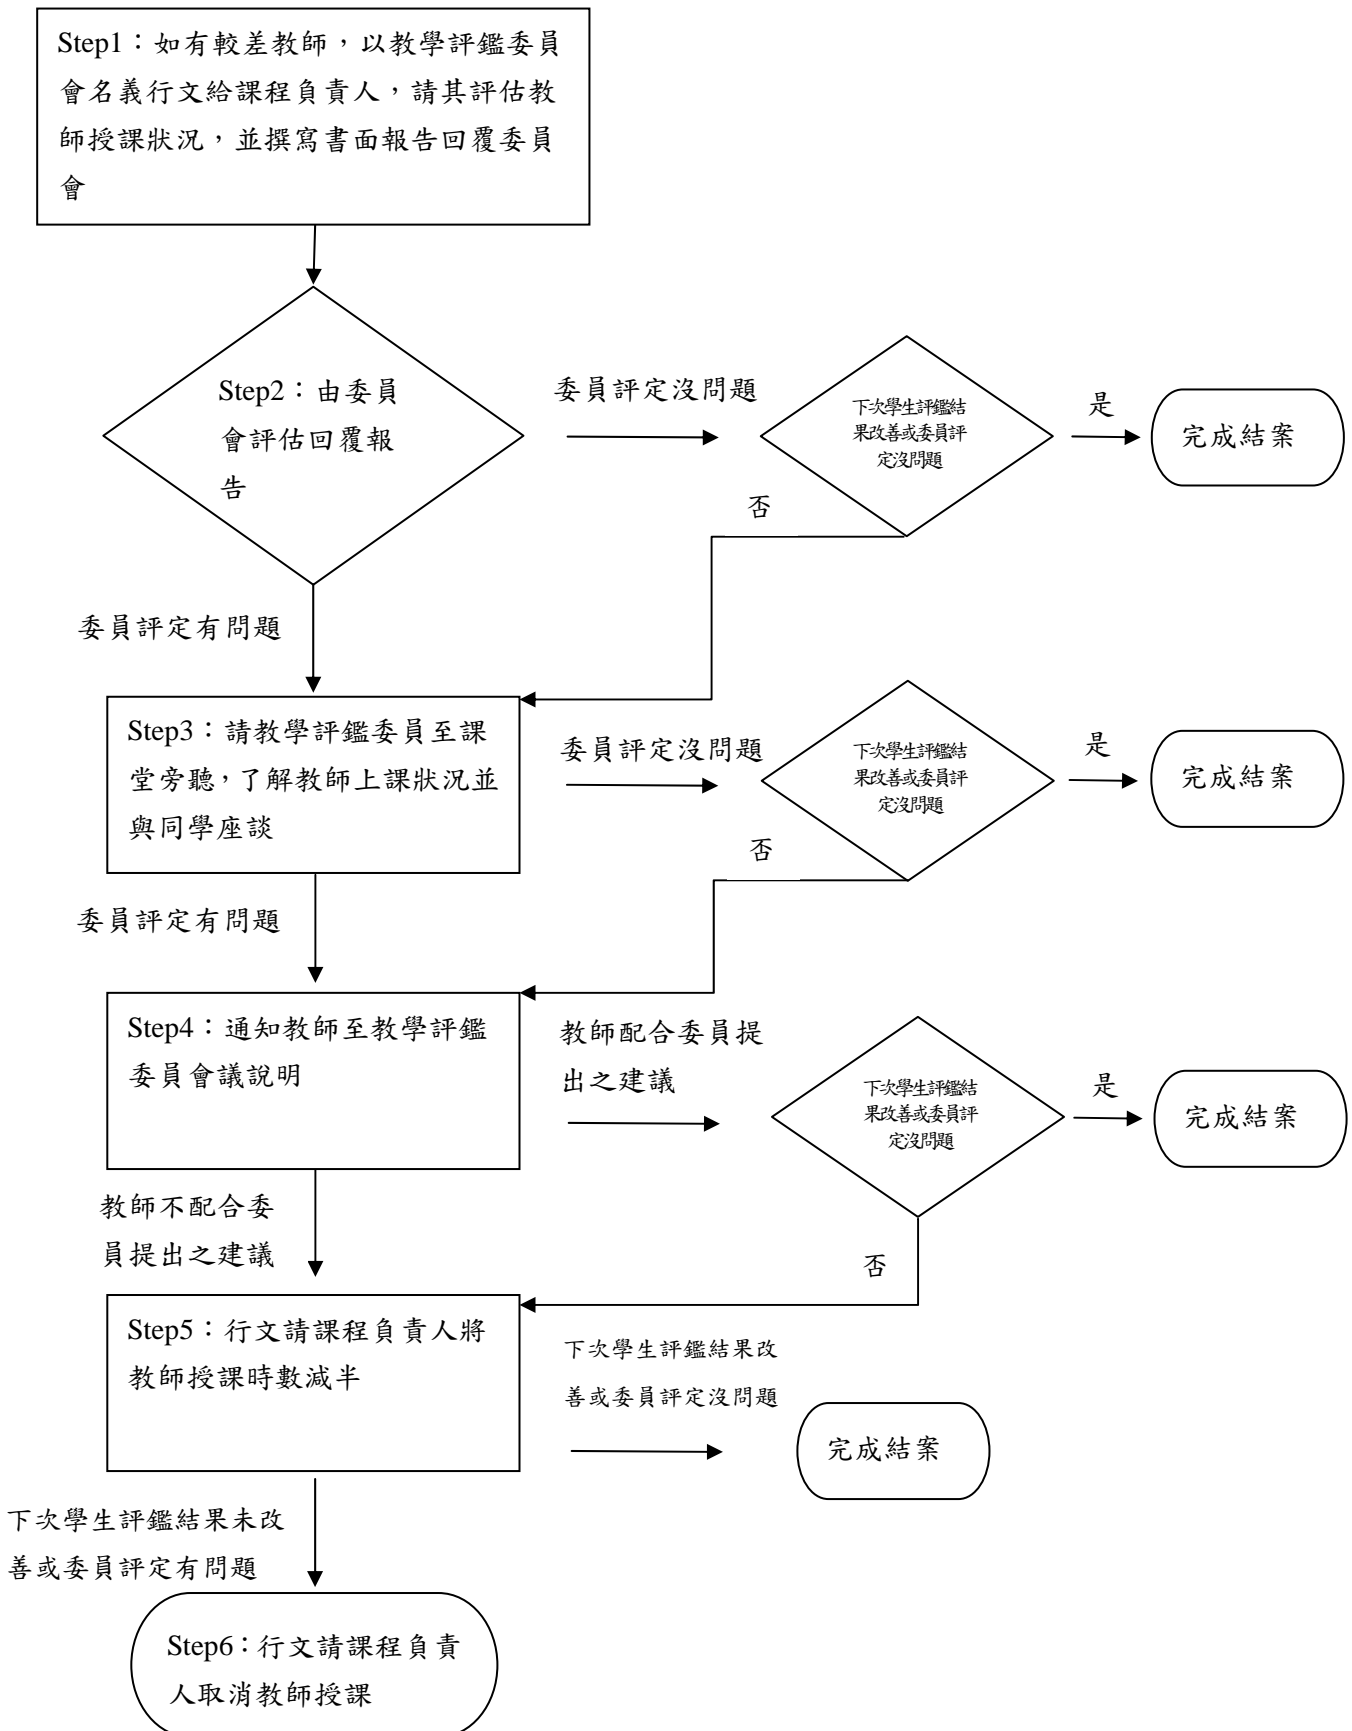 Step1：如有較差教師，以教學評鑑委員
會名義行文給課程負責人，請其評估教
師授課狀況，並撰寫書面報告回覆委員
會
Step2：由委員
會評估回覆報
告
委員評定沒問題
下次學生評鑑結
果改善或委員評
定沒問題
是
完成結案
否
委員評定有問題
Step3：請教學評鑑委員至課
堂旁聽，了解教師上課狀況並
與同學座談
委員評定沒問題
下次學生評鑑結
果改善或委員評
定沒問題
是
完成結案
否
委員評定有問題
Step4：通知教師至教學評鑑
委員會議說明
教師配合委員提
出之建議
下次學生評鑑結
果改善或委員評
定沒問題
是
完成結案
教師不配合委
員提出之建議
否
Step5：行文請課程負責人將
教師授課時數減半
下次學生評鑑結果改
善或委員評定沒問題
完成結案
下次學生評鑑結果未改
善或委員評定有問題
Step6：行文請課程負責
人取消教師授課